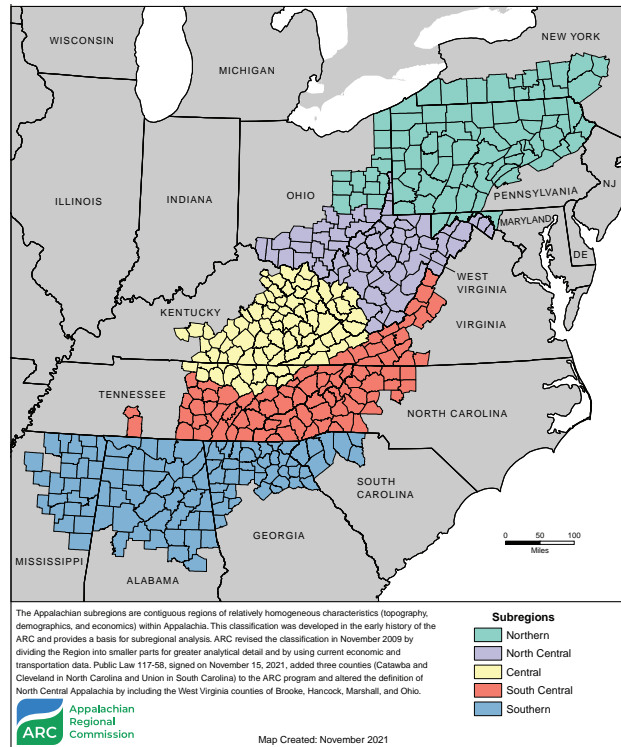 WISCONSIN
MICHIGAN
NEW YORK
ILLINOIS
INDIANA
OHIO
PENNSYLVANIA
NJ
MARYLAND
DE
WEST
VIRGINIA
KENTUCKY
VIRGINIA
TENNESSEE
NORTH CAROLINA
SOUTH
CAROLINA
GEORGIA
MISSISSIPPI
ALABAMA
0 50 100
Miles
The Appalachian subregions are contiguous regions of relatively homogeneous characteristics (topography,
demographics, and economics) within Appalachia. This classification was developed in the early history of the
ARC and provides a basis for subregional analysis. ARC revised the classification in November 2009 by
dividing the Region into smaller parts for greater analytical detail and by using current economic and
transportation data. Public Law 117-58, signed on November 15, 2021, added three counties (Catawba and
Cleveland in North Carolina and Union in South Carolina) to the ARC program and altered the definition of
North Central Appalachia by including the West Virginia counties of Brooke, Hancock, Marshall, and Ohio.
Subregions
Northern
North Central
Central
South Central
Southern
ARC
Appalachian
Regional
Commission
Map Created: November 2021